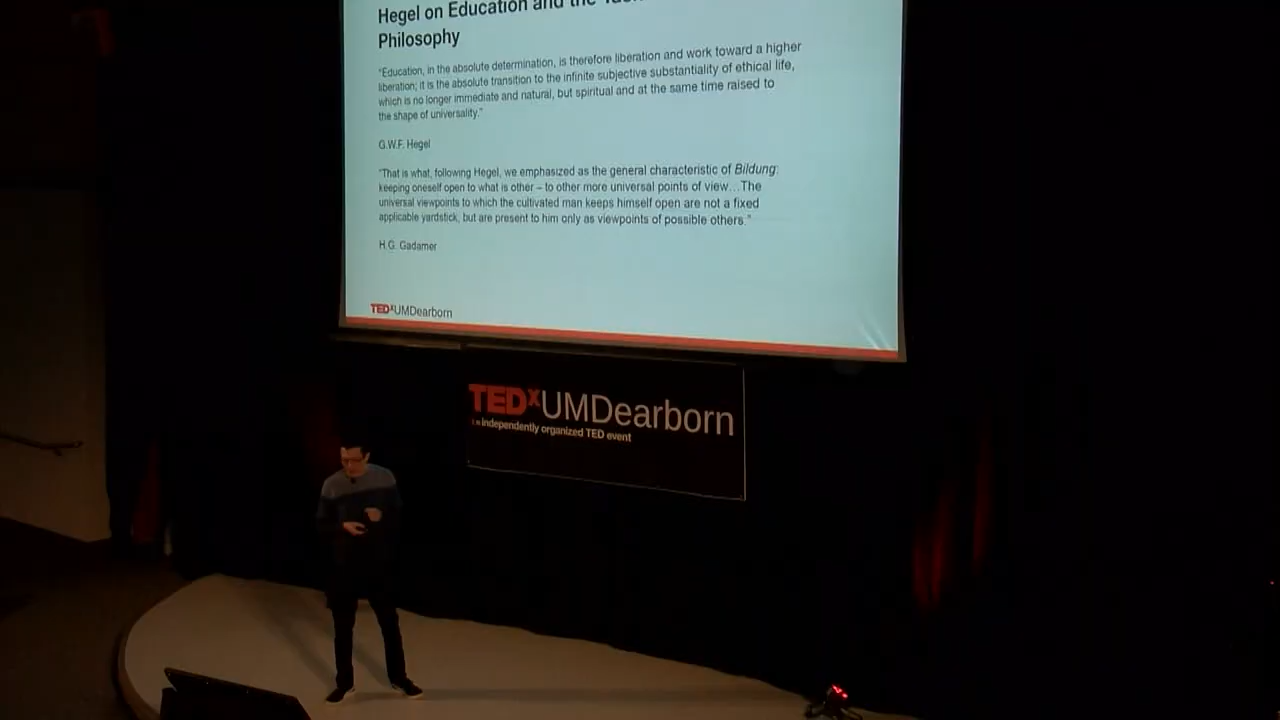 Hegel on Education and the
Philosophy
"Education, in the absolute determination, is therefore liberation and work toward a higher
liberation; it is the absolute transition to the infinite subjective substantiality of ethical life,
which is no longer immediate and natural, but spiritual and at the same time raised to
the shape of universality."
G.W.F. Hegel
"That is what, following Hegel, we emphasized as the general characteristic of Bildung:
keeping oneself open to what is other – to other more universal points of view…The
universal viewpoints to which the cultivated man keeps himself open are not a fixed
applicable yardstick, but are present to him only as viewpoints of possible others."
H.G. Gadamer
TEDxUMDearborn
TEDxUMDearborn
independently organized TED event